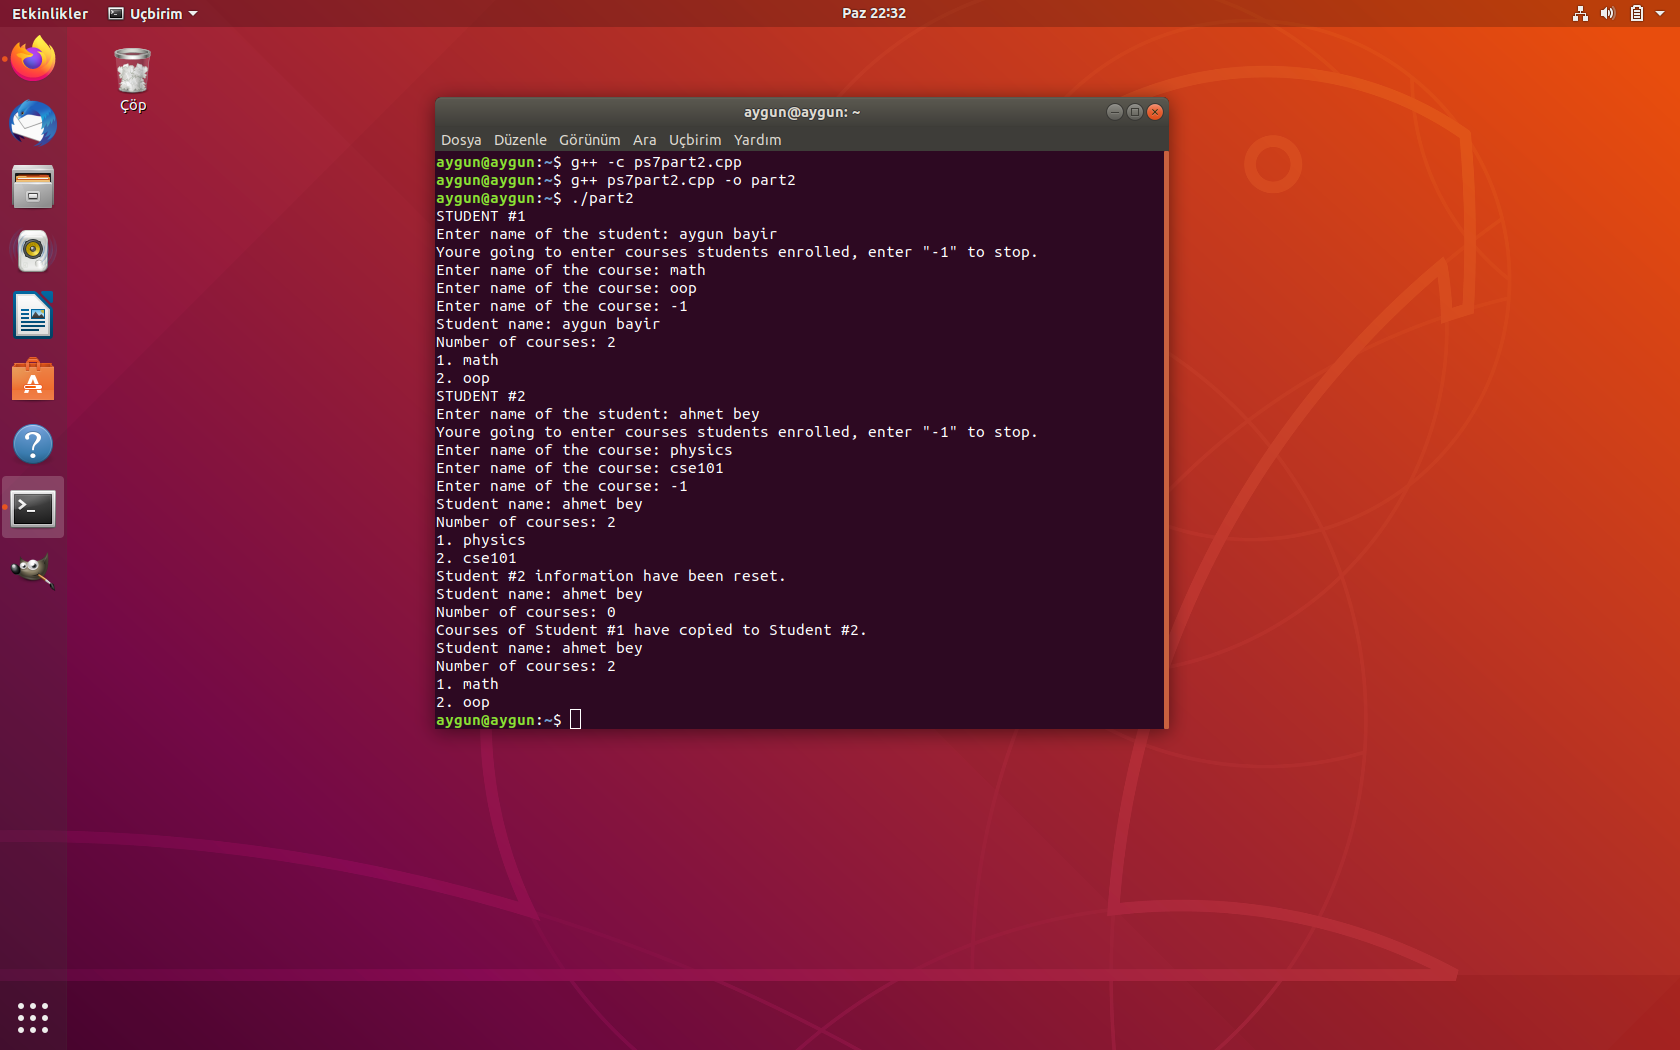 Etkinlikler Uçbirim Paz 22:32
Çöp
aygun@aygun: ~
Dosya Düzenle Görünüm Ara Uçbirim Yardım
aygun@aygun:~$ g++ -c ps7part2.cpp
aygun@aygun:~$ g++ ps7part2.cpp -o part2
aygun@aygun:~$ ./part2
STUDENT #1
Enter name of the student: aygun bayir
Youre going to enter courses students enrolled, enter "-1" to stop.
Enter name of the course: math
Enter name of the course: oop
Enter name of the course: -1
Student name: aygun bayir
Number of courses: 2
1. math
2. oop
STUDENT #2
Enter name of the student: ahmet bey
Youre going to enter courses students enrolled, enter "-1" to stop.
Enter name of the course: physics
Enter name of the course: cse101
Enter name of the course: -1
Student name: ahmet bey
Number of courses: 2
1. physics
2. cse101
Student #2 information have been reset.
Student name: ahmet bey
Number of courses: 0
Courses of Student #1 have copied to Student #2.
Student name: ahmet bey
Number of courses: 2
1. math
2. oop
aygun@aygun:~$